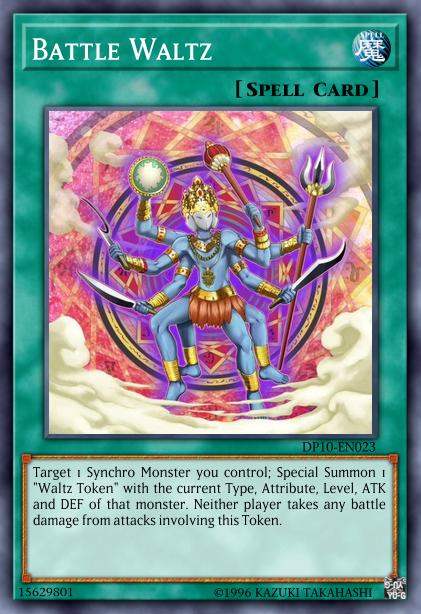 Battle Waltz
SPELL
魔
[ Spell Card ]
DP10-EN023
Target 1 Synchro Monster you control; Special Summon 1
"Waltz Token" with the current Type, Attribute, Level, ATK
and DEF of that monster. Neither player takes any battle
damage from attacks involving this Token.
15629801
©1996 KAZUKI TAKAHASHI